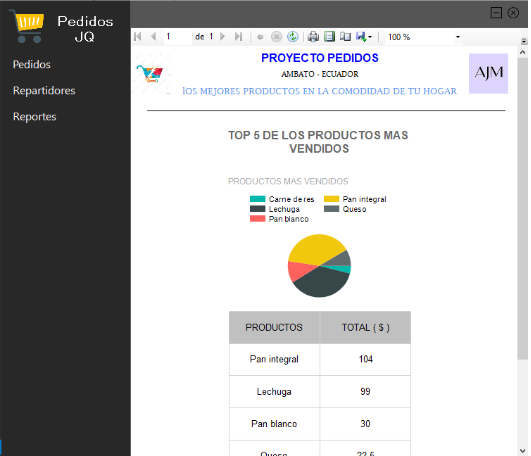 Pedidos
JQ
Pedidos
Repartidores
Reportes
1 de 1 100 %
PROYECTO PEDIDOS
AMBATO - ECUADOR
lOS MEJORES PRODUCTOS EN LA COMODIDAD DE TU HOGAR
AJM
TOP 5 DE LOS PRODUCTOS MAS
VENDIDOS
PRODUCTOS MAS VENDIDOS
Carne de res Pan integral
Lechuga Queso
Pan blanco
PRODUCTOS TOTAL ( $ )
Pan integral 104
Lechuga 99
Pan blanco 30
Queso 22.5